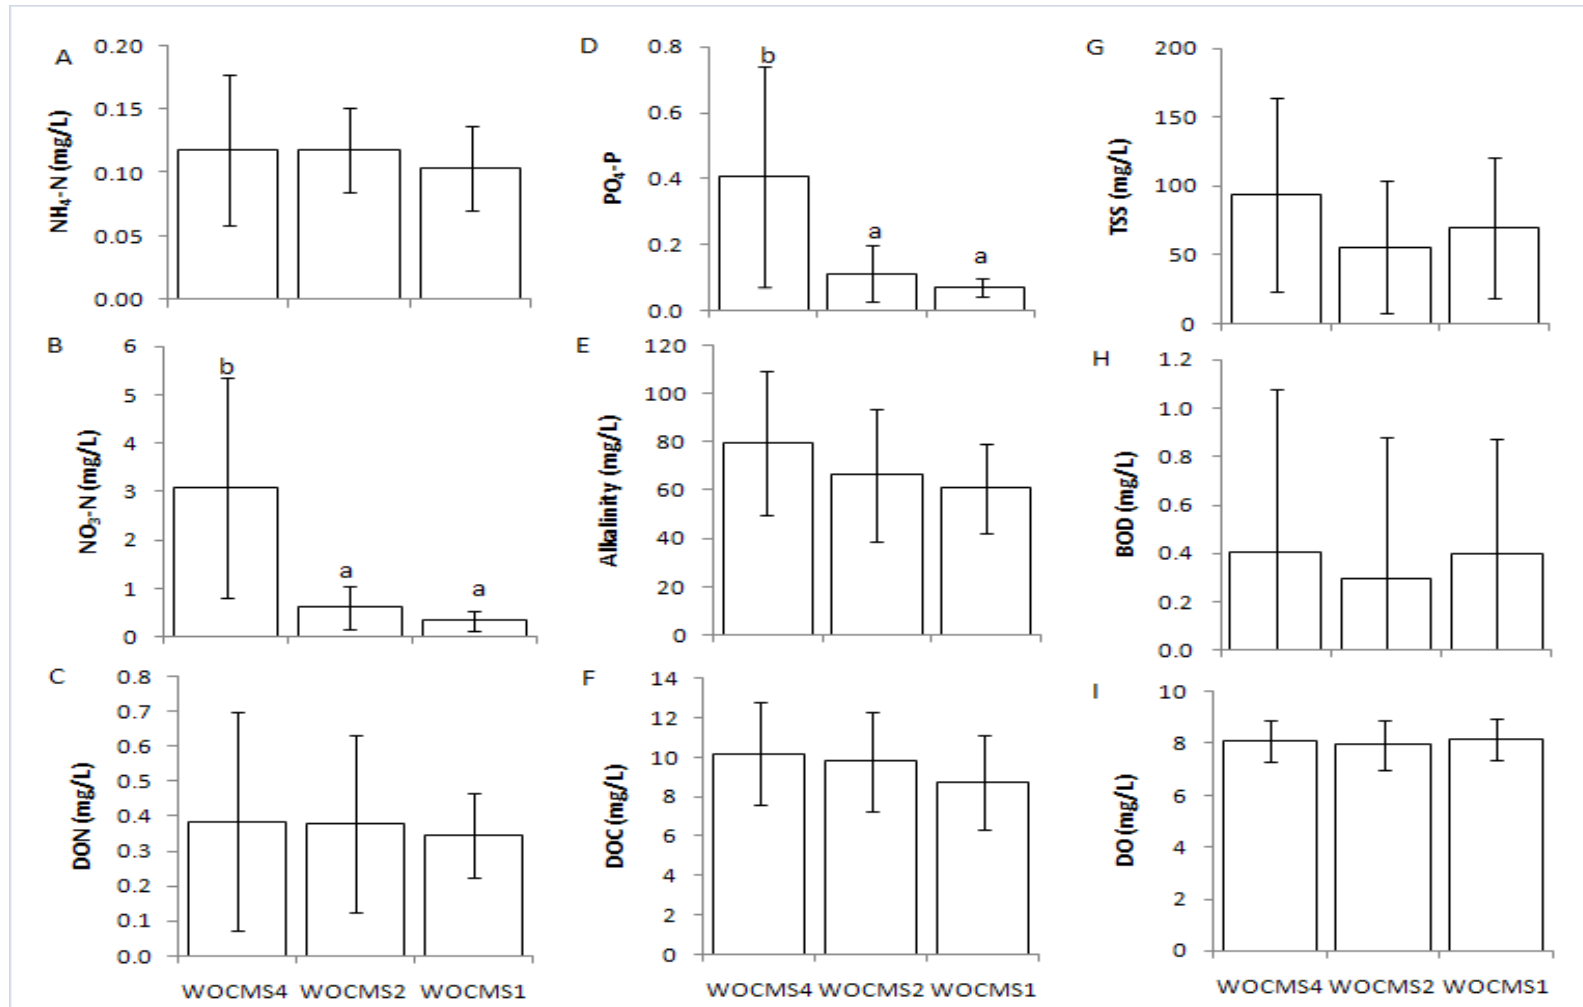 A
NH₄-N (mg/L)
0.20
0.15
0.10
0.05
0.00
B
NO₃-N (mg/L)
6
5
4
3
2
1
0
b
a
a
C
DON (mg/L)
0.8
0.7
0.6
0.5
0.4
0.3
0.2
0.1
0.0
WOCMS4 WOCMS2 WOCMS1
D
PO₄-P
0.8
0.6
0.4
0.2
0.0
b
a
a
E
Alkalinity (mg/L)
120
100
80
60
40
20
0
F
DOC (mg/L)
14
12
10
8
6
4
2
0
WOCMS4 WOCMS2 WOCMS1
G
TSS (mg/L)
200
150
100
50
0
H
BOD (mg/L)
1.2
1.0
0.8
0.6
0.4
0.2
0.0
I
DO (mg/L)
10
8
6
4
2
0
WOCMS4 WOCMS2 WOCMS1